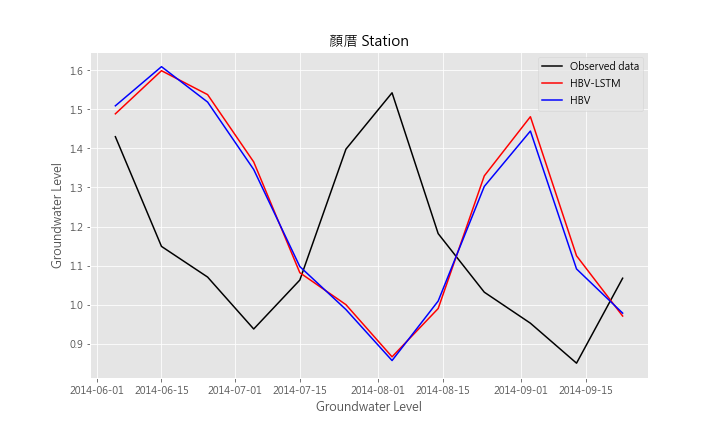 顏厝 Station
Observed data
HBV-LSTM
HBV
Groundwater Level
1.6
1.5
1.4
1.3
1.2
1.1
1.0
0.9
2014-06-01 2014-06-15 2014-07-01 2014-07-15 2014-08-01 2014-08-15 2014-09-01 2014-09-15
Groundwater Level